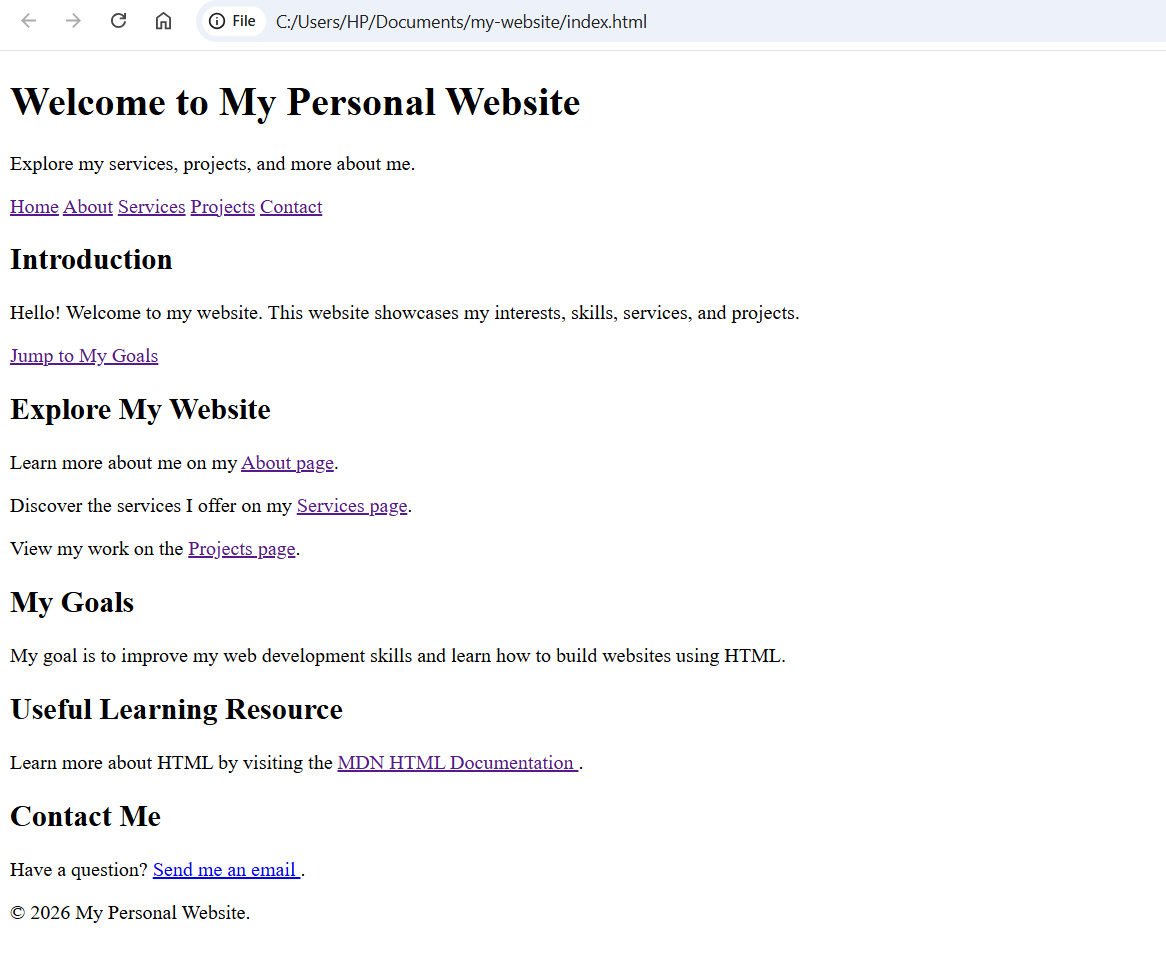 File C:/Users/HP/Documents/my-website/index.html
Welcome to My Personal Website
Explore my services, projects, and more about me.
Home About Services Projects Contact
Introduction
Hello! Welcome to my website. This website showcases my interests, skills, services, and projects.
Jump to My Goals
Explore My Website
Learn more about me on my About page.
Discover the services I offer on my Services page.
View my work on the Projects page.
My Goals
My goal is to improve my web development skills and learn how to build websites using HTML.
Useful Learning Resource
Learn more about HTML by visiting the MDN HTML Documentation .
Contact Me
Have a question? Send me an email .
© 2026 My Personal Website.